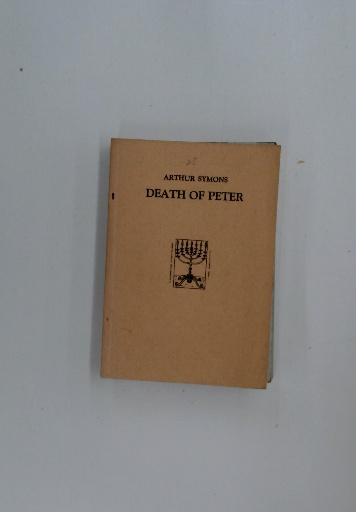 ARTHUR SYMONS
DEATH OF PETER